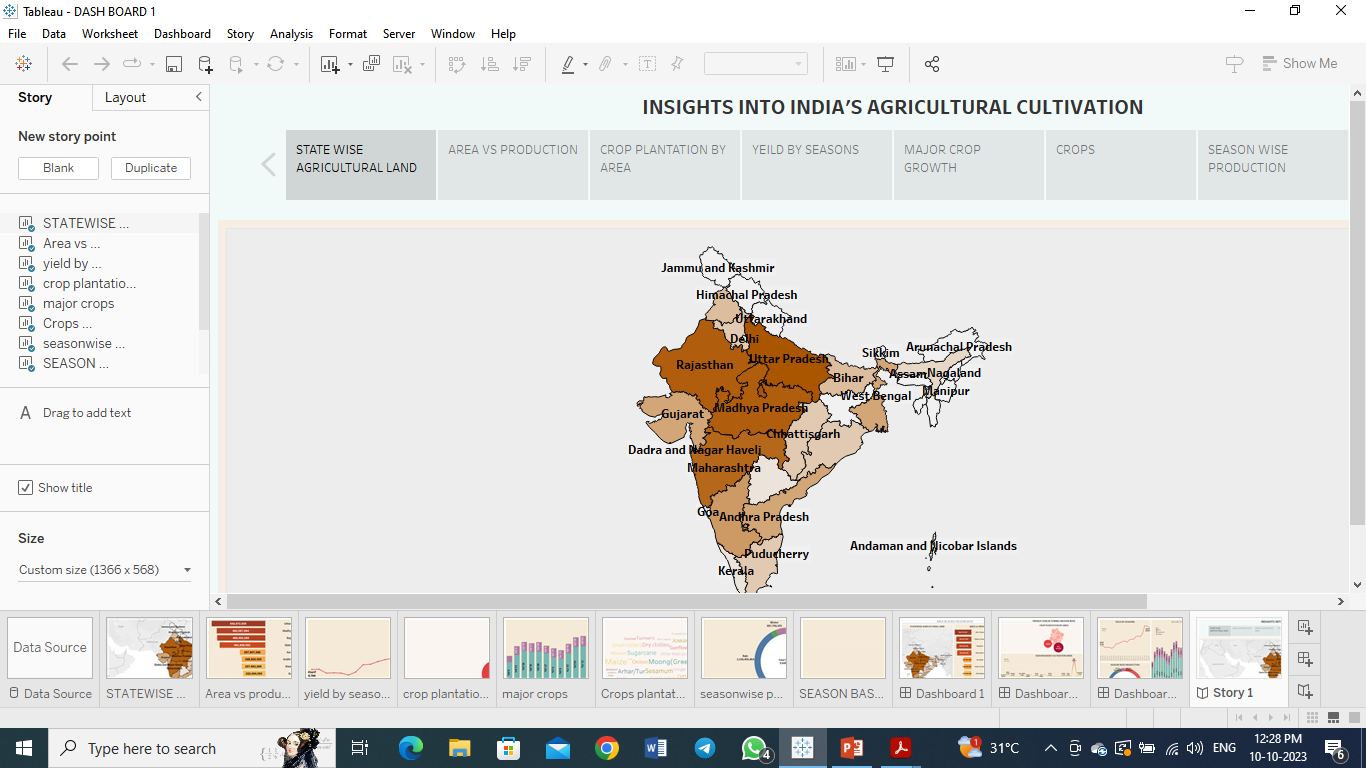 Tableau - DASH BOARD 1
File Data Worksheet Dashboard Story Analysis Format Server Window Help
Show Me
Story Layout
New story point
Blank Duplicate
STATEWISE ...
Area vs ...
yield by ...
crop plantatio...
major crops
Crops ...
seasonwise ...
SEASON ...
Drag to add text
Show title
Size
Custom size (1366 x 568)
INSIGHTS INTO INDIA’S AGRICULTURAL CULTIVATION
STATE WISE
AGRICULTURAL LAND
AREA VS PRODUCTION
CROP PLANTATION BY
AREA
YEILD BY SEASONS
MAJOR CROP
GROWTH
CROPS
SEASON WISE
PRODUCTION
Jammu and Kashmir
Himachal Pradesh
Uttarakhand
Delhi
Arunachal Pradesh
Sikkim
Rajasthan
Uttar Pradesh
Assam
Nagaland
Bihar
Manipur
West Bengal
Gujarat
Madhya Pradesh
Chhattisgarh
Dadra and Nagar Haveli
Maharashtra
Goa
Andhra Pradesh
Andaman and Nicobar Islands
Puducherry
Kerala
Data Source
Data Source
STATEWISE ...
Area vs produ...
yield by seaso...
crop plantatio...
major crops
Crops plantat...
seasonwise p...
SEASON BAS...
Dashboard 1
Dashboar...
Dashboar...
Story 1
Type here to search
4
1
31°C
ENG
12:28 PM
10-10-2023
6